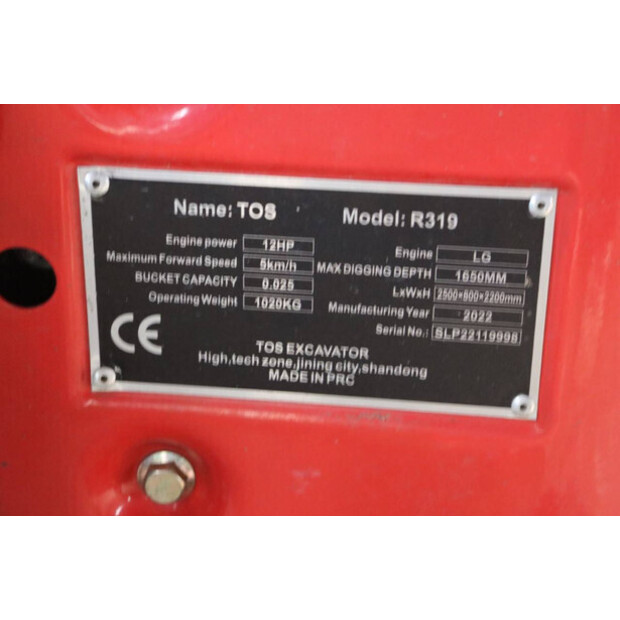 Name: TOS Model: R319
Engine power 12HP
Maximum Forward Speed 5km/h
BUCKET CAPACITY 0.025
Operating Weight 1020KG
Engine LG
MAX DIGGING DEPTH 1650MM
LxWxH 2500×800×2200mm
Manufacturing Year 2022
Serial No.: SLP22119998
CE
TOS EXCAVATOR
High,tech zone,jining city,shandong
MADE IN PRC